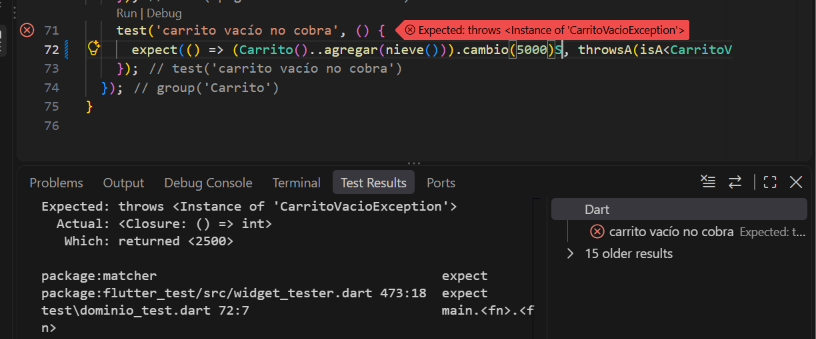 Run | Debug
71 test('carrito vacío no cobra', () { Expected: throws <Instance of 'CarritoVacioException'>
72 expect(() => (Carrito()..agregar(nieve())).cambio(5000)S, throwsA(isA<CarritoV
73 }); // test('carrito vacío no cobra')
74 }); // group('Carrito')
75 }
76
Problems Output Debug Console Terminal Test Results Ports
Expected: throws <Instance of 'CarritoVacioException'>
Actual: <Closure: () => int>
Which: returned <2500>
package:matcher expect
package:flutter_test/src/widget_tester.dart 473:18 expect
test\dominio_test.dart 72:7 main.<fn>.<f
n>
Dart
carrito vacío no cobra Expected: t...
15 older results